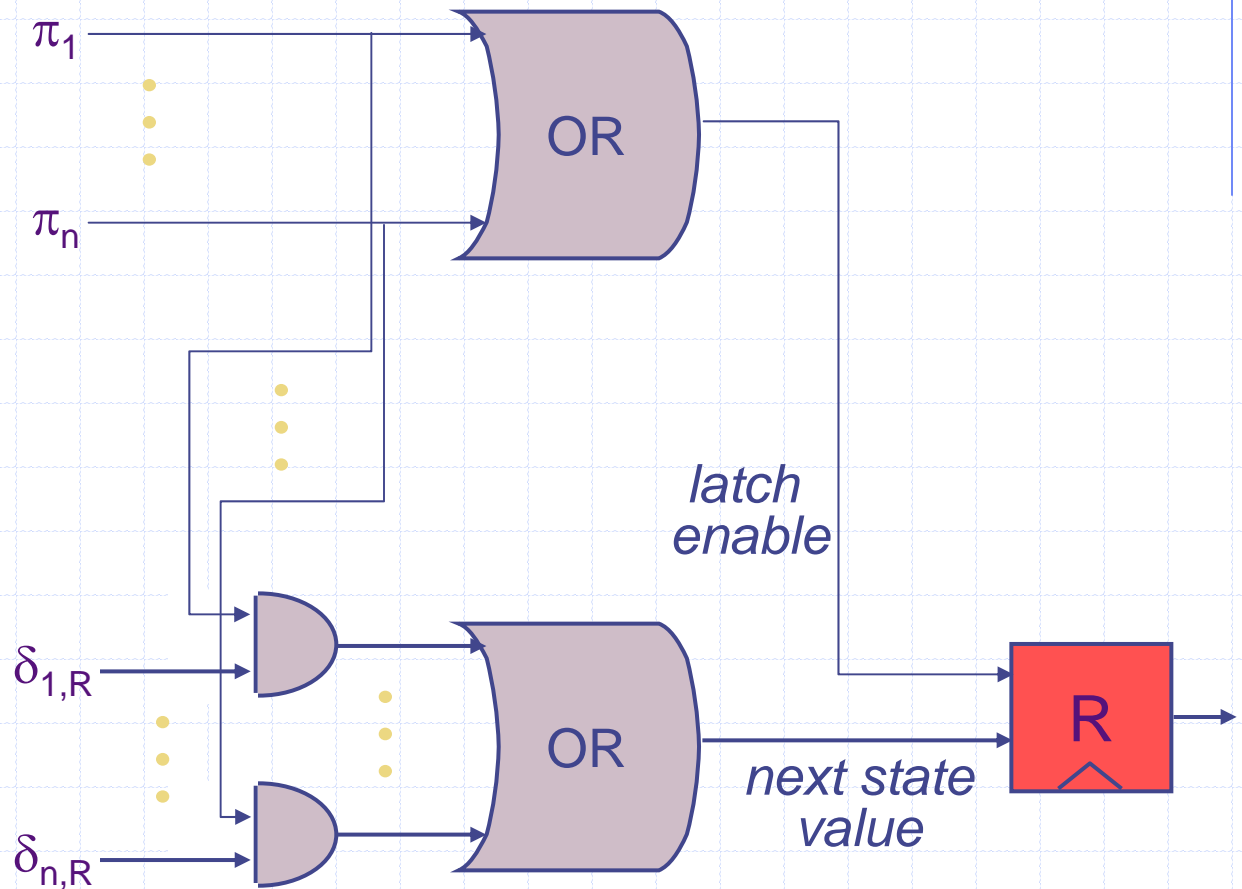 π1
OR
πn
latch
enable
δ1,R
R
OR
next state
value
δn,R